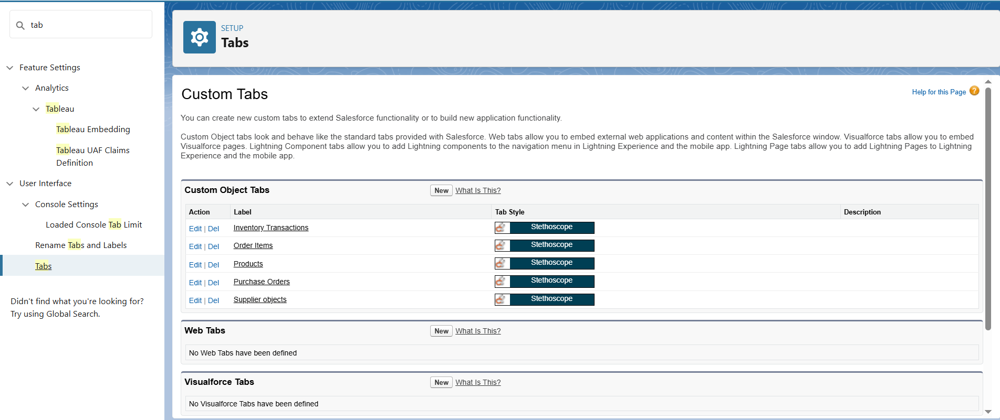 tab
Feature Settings
Analytics
Tableau
Tableau Embedding
Tableau UAF Claims
Definition
User Interface
Console Settings
Loaded Console Tab Limit
Rename Tabs and Labels
Tabs
Didn't find what you're looking for?
Try using Global Search.
SETUP
Tabs
Custom Tabs
Help for this Page ?
You can create new custom tabs to extend Salesforce functionality or to build new application functionality.
Custom Object tabs look and behave like the standard tabs provided with Salesforce. Web tabs allow you to embed external web applications and content within the Salesforce window. Visualforce tabs allow you to embed
Visualforce pages. Lightning Component tabs allow you to add Lightning components to the navigation menu in Lightning Experience and the mobile app. Lightning Page tabs allow you to add Lightning Pages to Lightning
Experience and the mobile app.
Custom Object Tabs New What Is This?
Action Label Tab Style Description
Edit | Del Inventory Transactions Stethoscope
Edit | Del Order Items Stethoscope
Edit | Del Products Stethoscope
Edit | Del Purchase Orders Stethoscope
Edit | Del Supplier objects Stethoscope
Web Tabs New What Is This?
No Web Tabs have been defined
Visualforce Tabs New What Is This?
No Visualforce Tabs have been defined